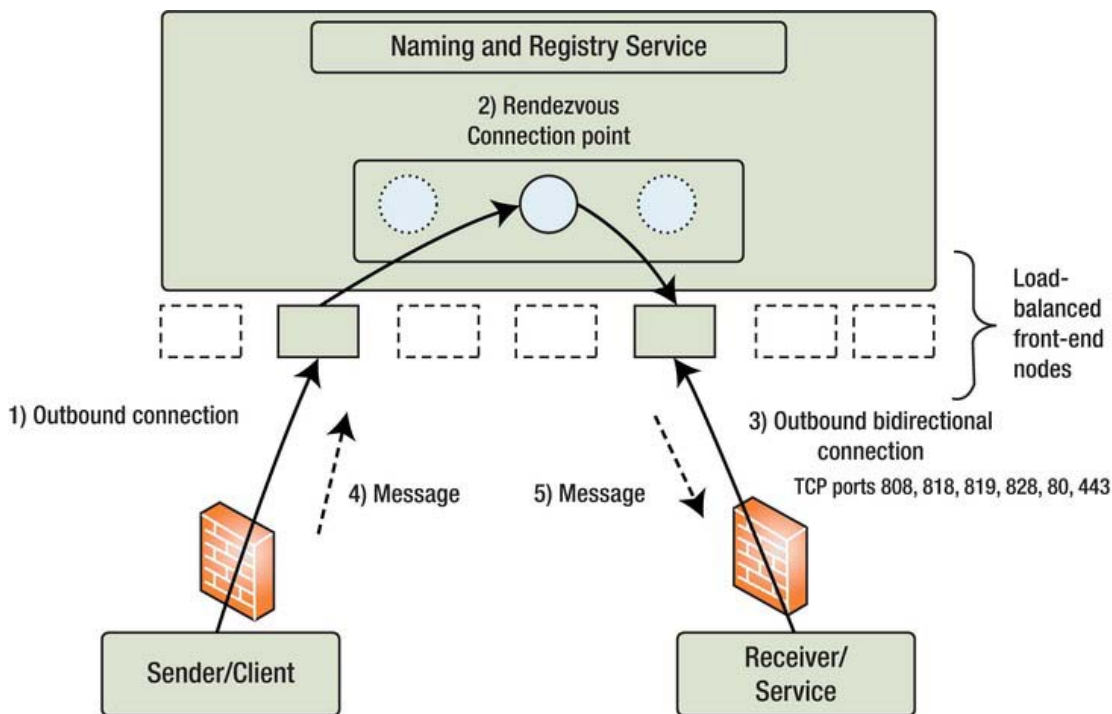 Naming and Registry Service
2) Rendezvous
Connection point
Load-
balanced
front-end
nodes
1) Outbound connection
3) Outbound bidirectional
connection
TCP ports 808, 818, 819, 828, 80, 443
4) Message
5) Message
Sender/Client
Receiver/
Service